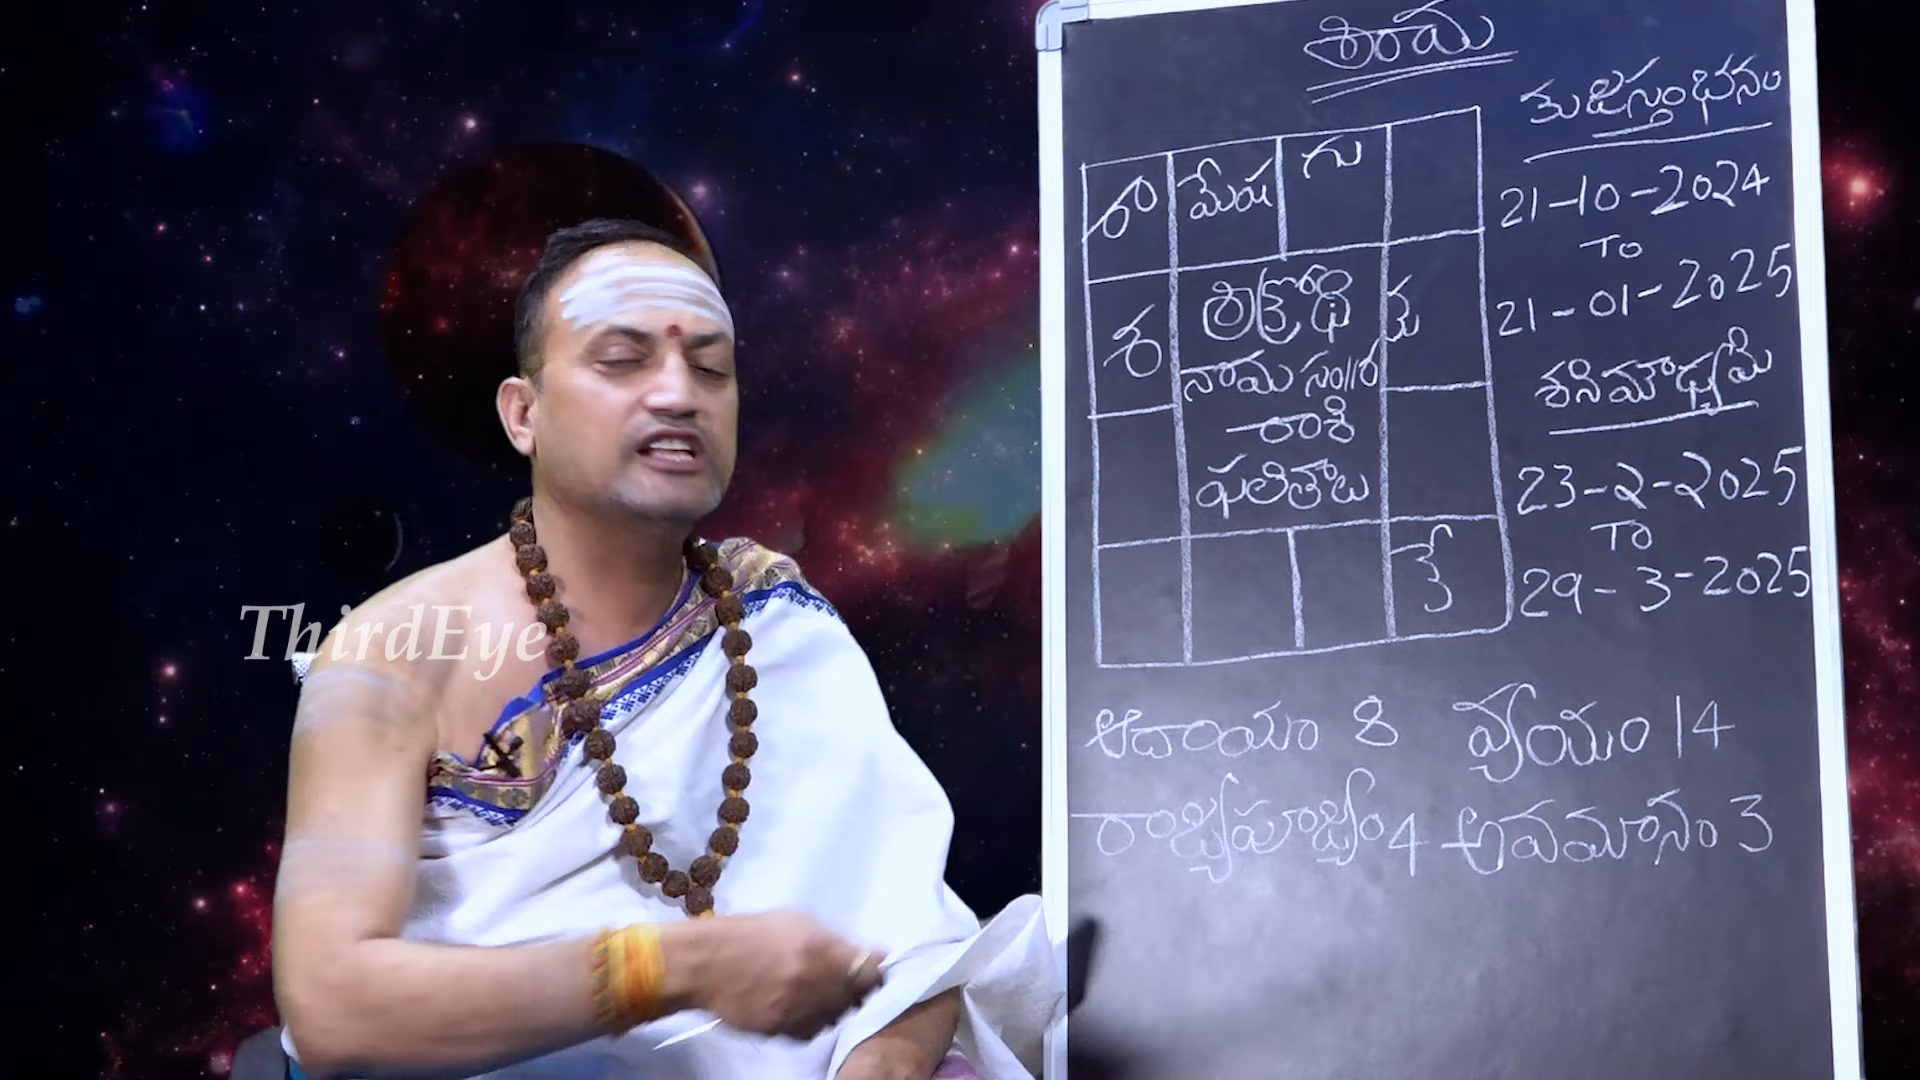 శ్రీరామ
కుజస్తంభనం
21-10-2024
TO
21-01-2025
శనిమౌఢ్యమి
23-2-2025
TO
29-3-2025
రా మేష గు
శ శ్రీక్రోధి కు
నామ సం॥ర
రాశి
ఫలితాలు
కే
ఆదాయం 8 వ్యయం 14
రాజ్యపూజ్యం 4 అవమానం 3
ThirdEye